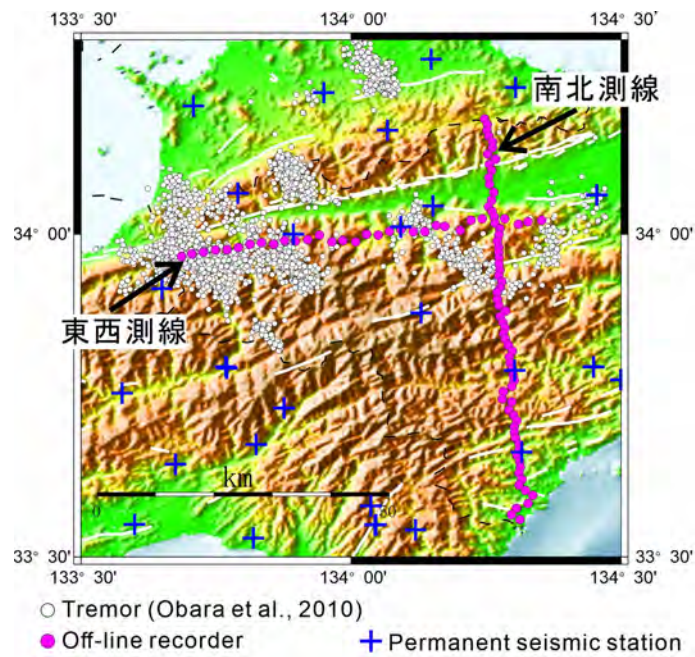 133° 30'
134° 00'
134° 30'
34° 30'
南北測線
34° 00'
34° 00'
東西測線
km
0
33° 30'
33° 30'
133° 30'
134° 00'
Tremor (Obara et al., 2010)
Off-line recorder
Permanent seismic station